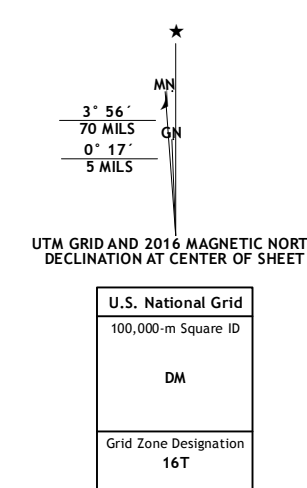 ★
MN
3° 56´
70 MILS
GN
0° 17´
5 MILS
UTM GRID AND 2016 MAGNETIC NORT
DECLINATION AT CENTER OF SHEET
U.S. National Grid
100,000-m Square ID
DM
Grid Zone Designation
16T